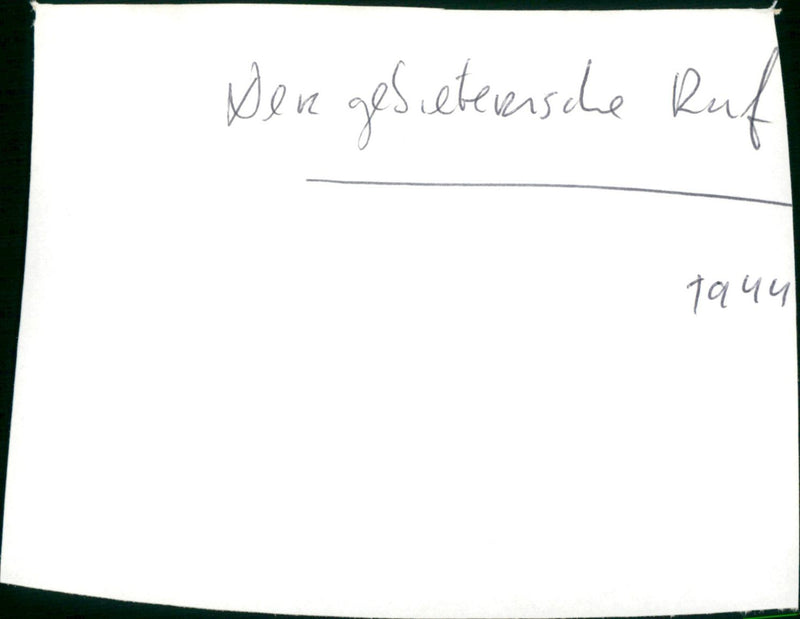 Der gebieterische Ruf
1944